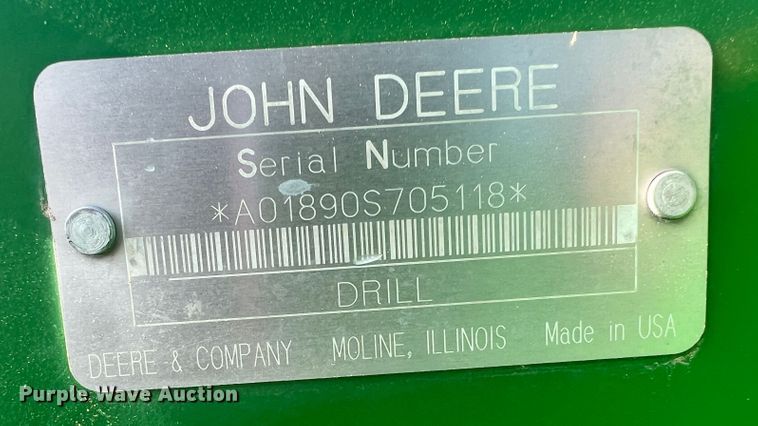 JOHN DEERE
Serial Number
*A01890S705118*
DRILL
DEERE & COMPANY MOLINE, ILLINOIS Made in USA
Purple Wave Auction